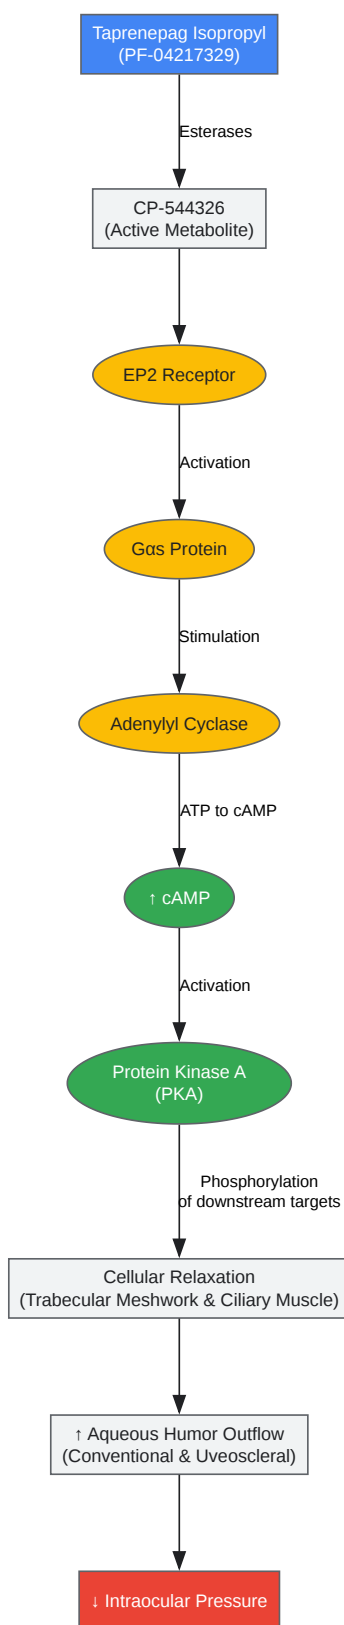 Taprenepag Isopropyl
(PF-04217329)
Esterases
CP-544326
(Active Metabolite)
EP2 Receptor
Activation
Gαs Protein
Stimulation
Adenylyl Cyclase
ATP to cAMP
↑ cAMP
Activation
Protein Kinase A
(PKA)
Phosphorylation
of downstream targets
Cellular Relaxation
(Trabecular Meshwork & Ciliary Muscle)
↑ Aqueous Humor Outflow
(Conventional & Uveoscleral)
↓ Intraocular Pressure